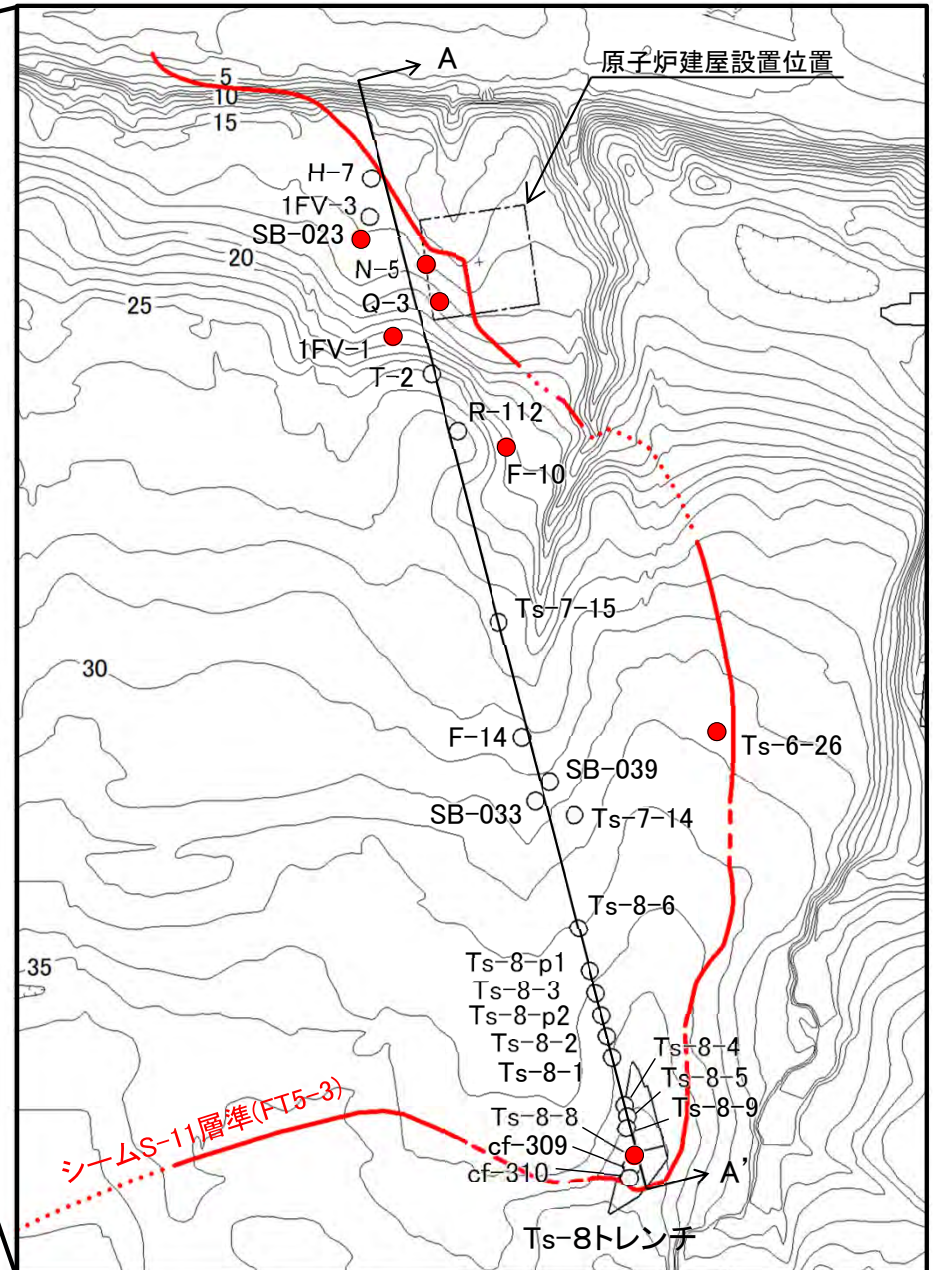 A
原子炉建屋設置位置
5
10
15
H-7
1FV-3
SB-023
20
N-5
25
Q-3
1FV-1
T-2
R-112
F-10
Ts-7-15
30
F-14
Ts-6-26
SB-039
SB-033
Ts-7-14
Ts-8-6
35
Ts-8-p1
Ts-8-3
Ts-8-p2
Ts-8-2
Ts-8-1
Ts-8-4
Ts-8-5
Ts-8-9
シームS-11層準(FT5-3)
Ts-8-8
cf-309
cf-310
A'
Ts-8トレンチ